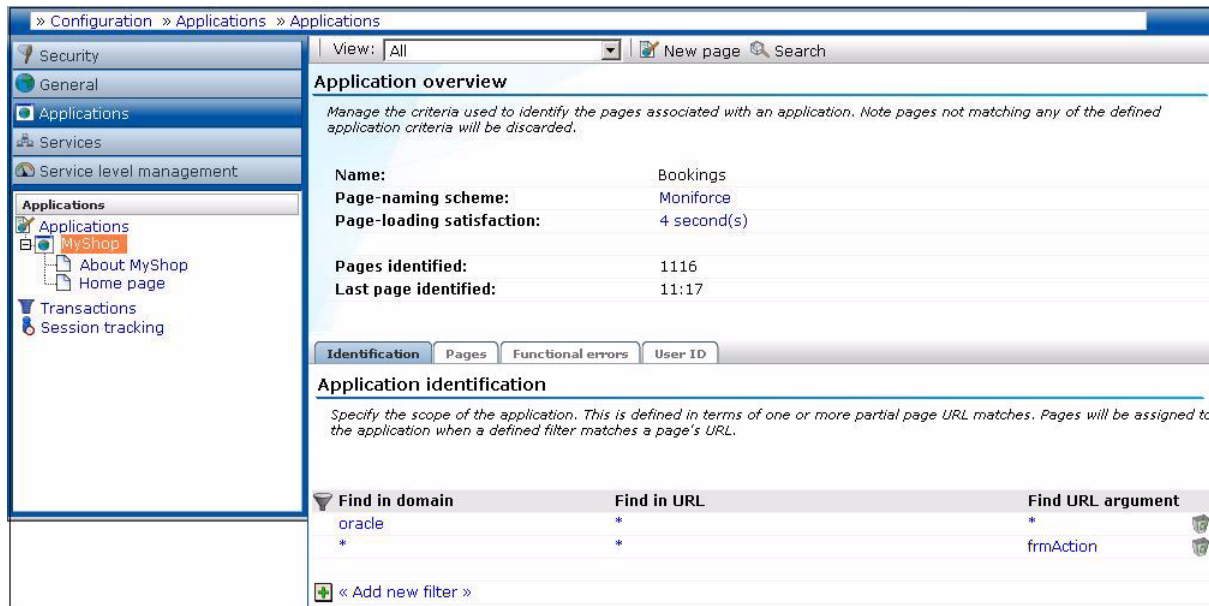 » Configuration » Applications » Applications
Security
General
Applications
Services
Service level management
Applications
Applications
MyShop
About MyShop
Home page
Transactions
Session tracking
View: All New page Search
Application overview
Manage the criteria used to identify the pages associated with an application. Note pages not matching any of the defined
application criteria will be discarded.
Name: Bookings
Page-naming scheme: Moniforce
Page-loading satisfaction: 4 second(s)
Pages identified: 1116
Last page identified: 11:17
Identification Pages Functional errors User ID
Application identification
Specify the scope of the application. This is defined in terms of one or more partial page URL matches. Pages will be assigned to
the application when a defined filter matches a page's URL.
Find in domain Find in URL Find URL argument
oracle * *
* * frmAction
« Add new filter »